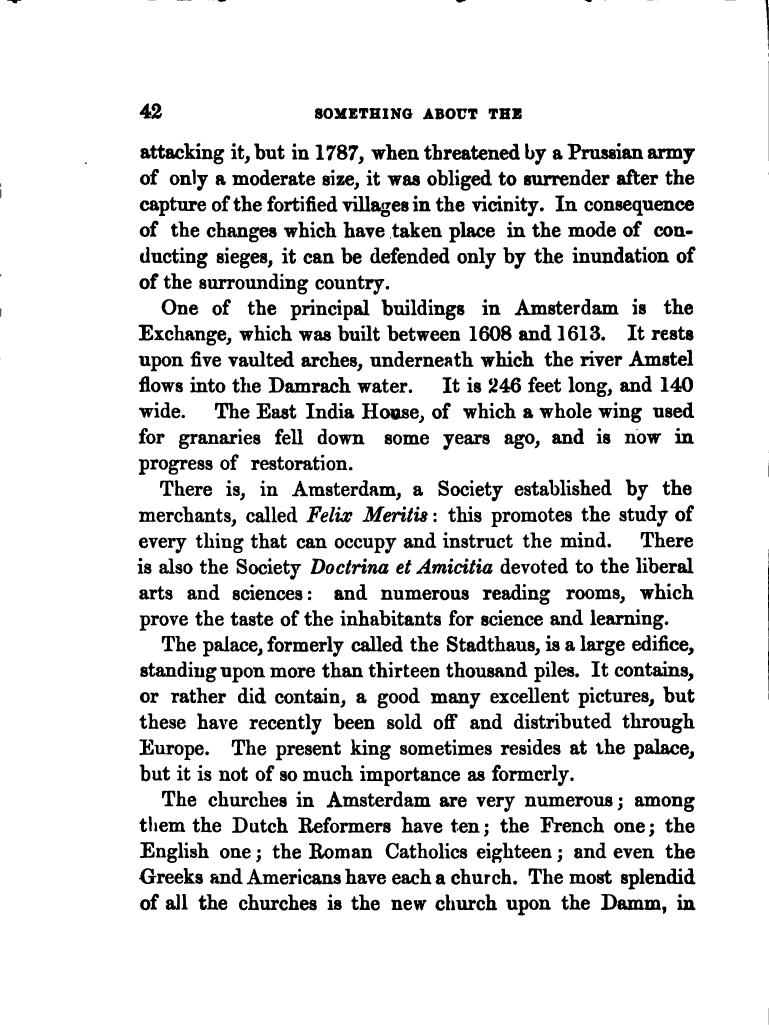 42 SOMETHING ABOUT THE
attacking it, but in 1787, when threatened by a Prussian army
of only a moderate size, it was obliged to surrender after the
capture of the fortified villages in the vicinity. In consequence
of the changes which have taken place in the mode of con-
ducting sieges, it can be defended only by the inundation of
of the surrounding country.
One of the principal buildings in Amsterdam is the
Exchange, which was built between 1608 and 1613. It rests
upon five vaulted arches, underneath which the river Amstel
flows into the Damrach water. It is 246 feet long, and 140
wide. The East India House, of which a whole wing used
for granaries fell down some years ago, and is now in
progress of restoration.
There is, in Amsterdam, a Society established by the
merchants, called Felix Meritis: this promotes the study of
every thing that can occupy and instruct the mind. There
is also the Society Doctrina et Amicitia devoted to the liberal
arts and sciences: and numerous reading rooms, which
prove the taste of the inhabitants for science and learning.
The palace, formerly called the Stadthaus, is a large edifice,
standing upon more than thirteen thousand piles. It contains,
or rather did contain, a good many excellent pictures, but
these have recently been sold off and distributed through
Europe. The present king sometimes resides at the palace,
but it is not of so much importance as formerly.
The churches in Amsterdam are very numerous; among
them the Dutch Reformers have ten; the French one; the
English one; the Roman Catholics eighteen; and even the
Greeks and Americans have each a church. The most splendid
of all the churches is the new church upon the Damm, in